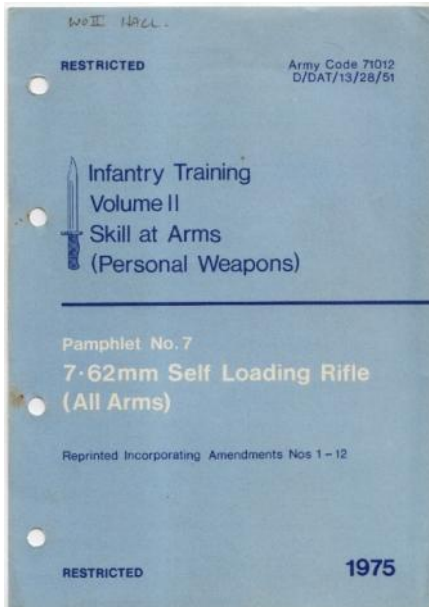 WOII HALL.
RESTRICTED
Army Code 71012
D/DAT/13/28/51
Infantry Training
Volume II
Skill at Arms
(Personal Weapons)
Pamphlet No. 7
7·62mm Self Loading Rifle
(All Arms)
Reprinted Incorporating Amendments Nos 1 – 12
RESTRICTED
1975